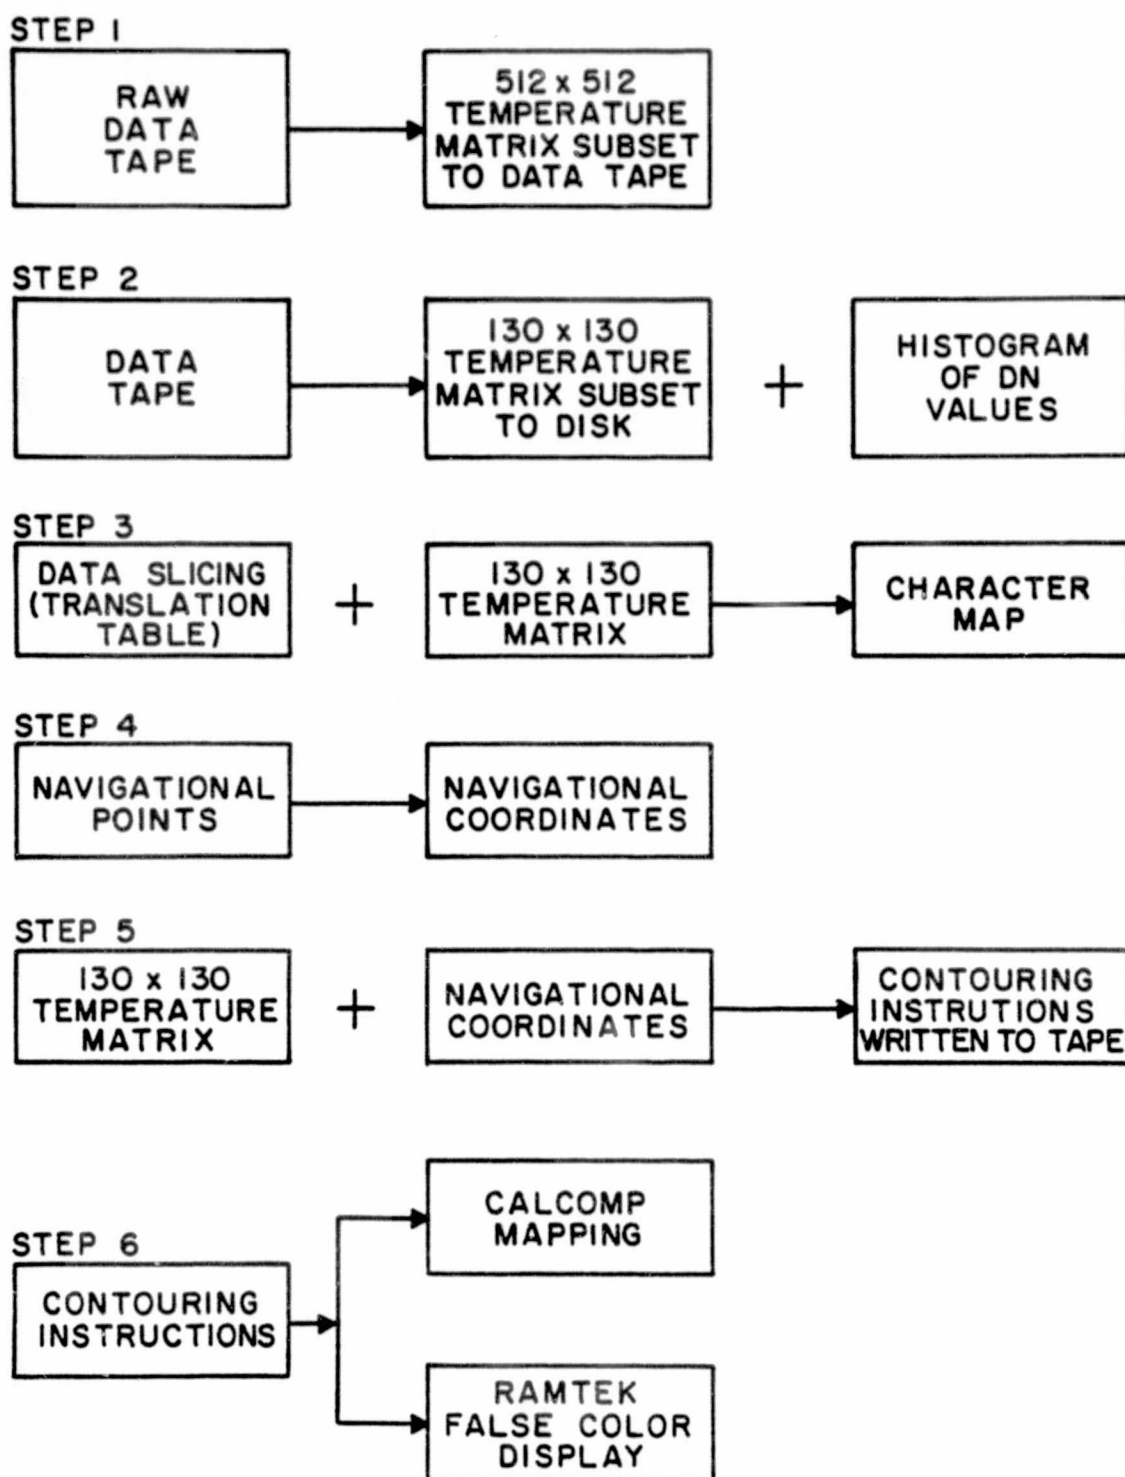 STEP 1
RAW
DATA
TAPE
512 x 512
TEMPERATURE
MATRIX SUBSET
TO DATA TAPE
STEP 2
DATA
TAPE
130 x 130
TEMPERATURE
MATRIX SUBSET
TO DISK
+
HISTOGRAM
OF DN
VALUES
STEP 3
DATA SLICING
(TRANSLATION
TABLE)
+
130 x 130
TEMPERATURE
MATRIX
CHARACTER
MAP
STEP 4
NAVIGATIONAL
POINTS
NAVIGATIONAL
COORDINATES
STEP 5
130 x 130
TEMPERATURE
MATRIX
+
NAVIGATIONAL
COORDINATES
CONTOURING
INSTRUTIONS
WRITTEN TO TAPE
STEP 6
CONTOURING
INSTRUCTIONS
CALCOMP
MAPPING
RAMTEK
FALSE COLOR
DISPLAY